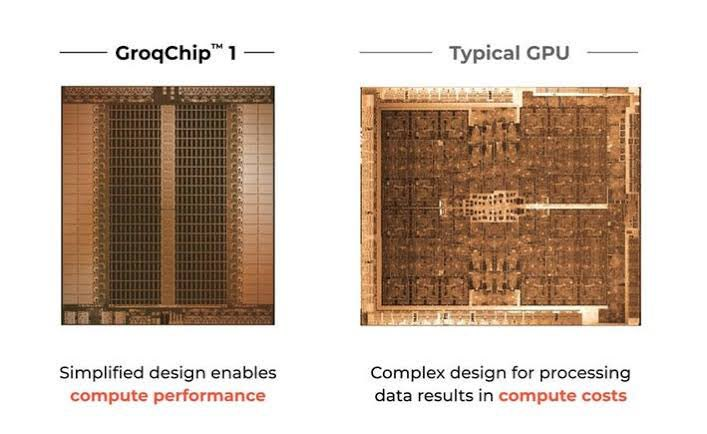 GroqChip™ 1
Typical GPU
Simplified design enables
compute performance
Complex design for processing
data results in compute costs